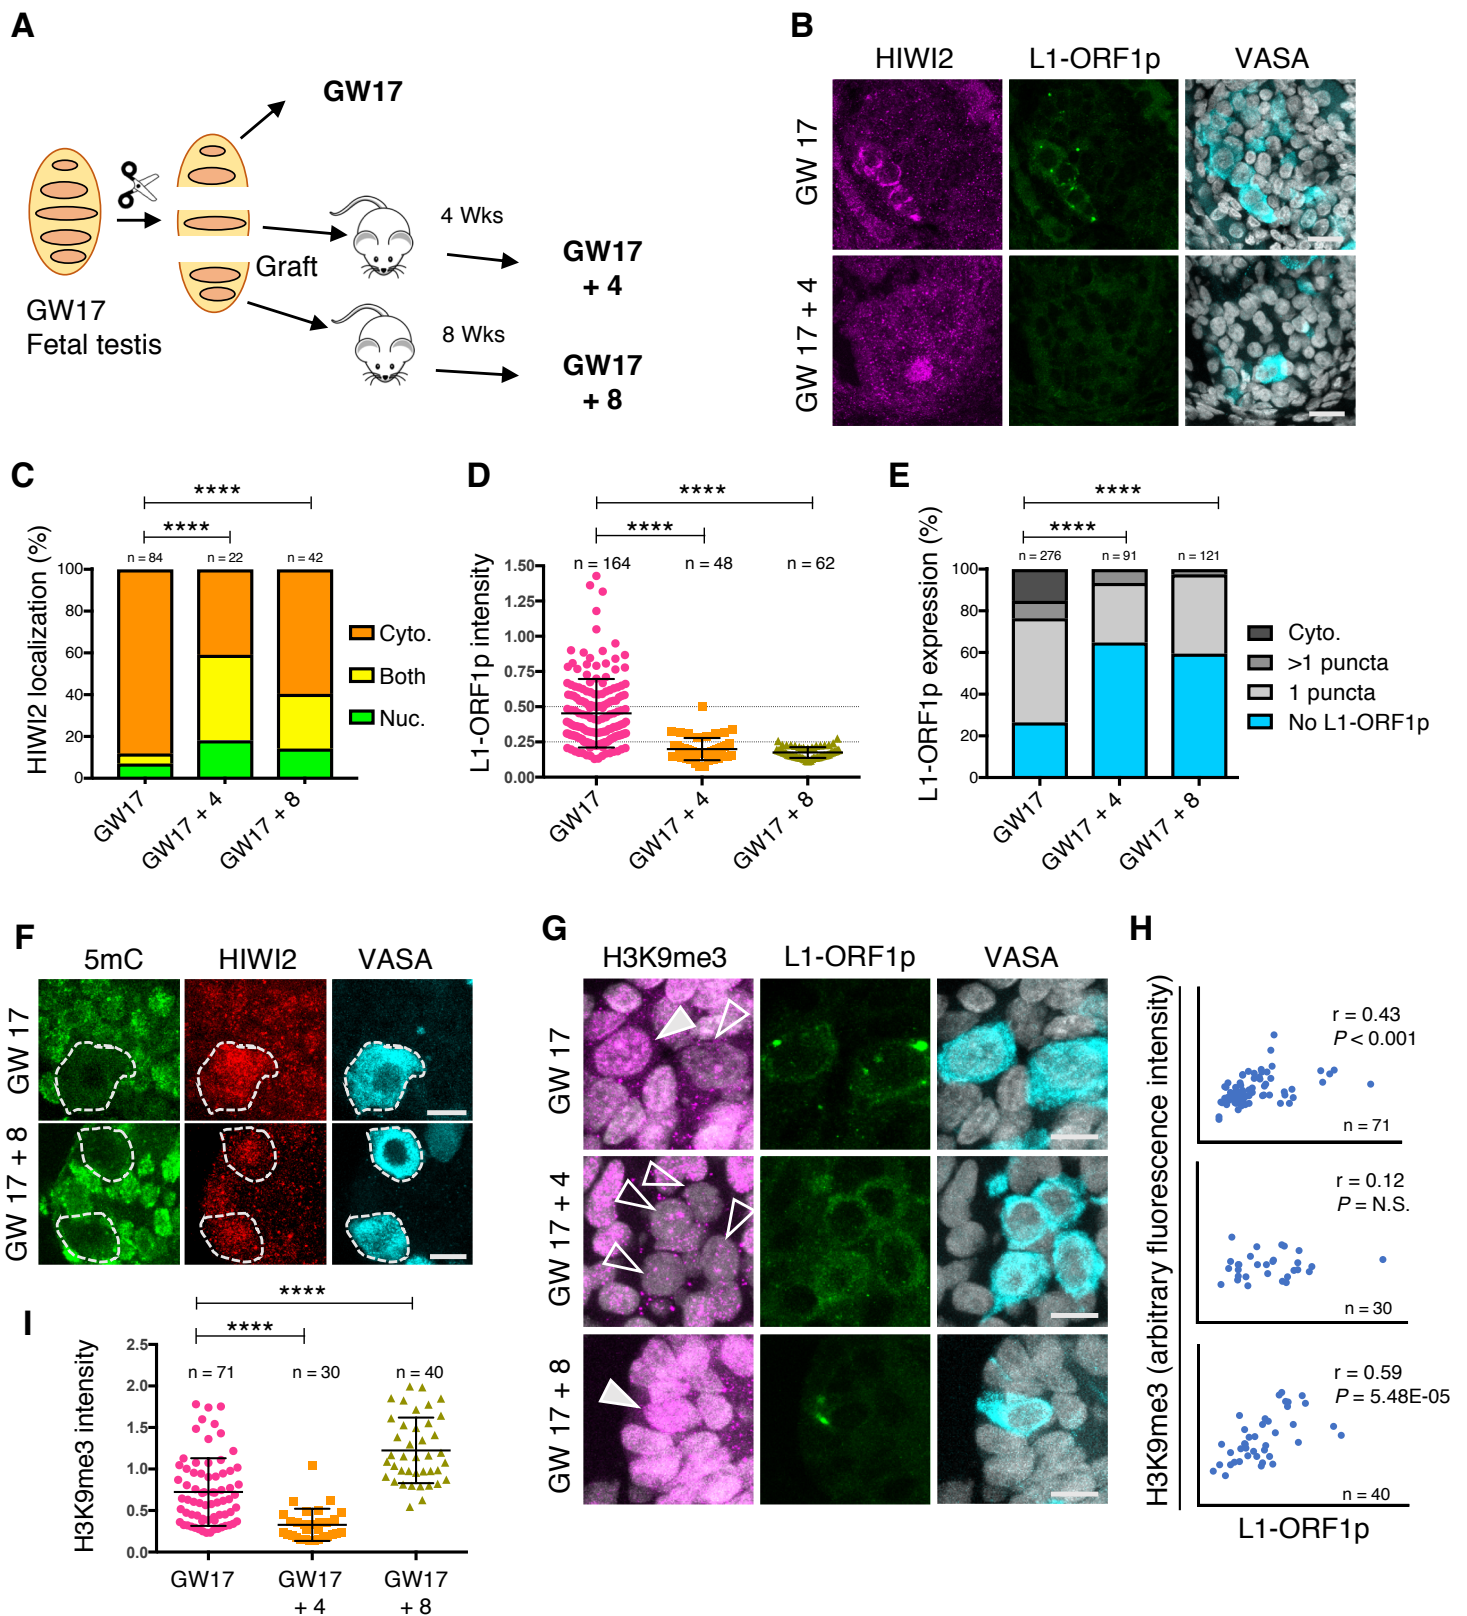 A
GW17
4 Wks
GW17
+ 4
Graft
GW17
Fetal testis
8 Wks
GW17
+ 8
B
HIWI2 L1-ORF1p VASA
GW 17
GW 17 + 4
C
****
****
n = 84 n = 22 n = 42
HIWI2 localization (%)
100
80
60
40
20
0
Cyto.
Both
Nuc.
GW17 GW17 + 4 GW17 + 8
D
****
****
n = 164 n = 48 n = 62
L1-ORF1p intensity
1.50
1.25
1.00
0.75
0.50
0.25
0.00
GW17 GW17 + 4 GW17 + 8
E
****
****
n = 276 n = 91 n = 121
L1-ORF1p expression (%)
100
80
60
40
20
0
Cyto.
>1 puncta
1 puncta
No L1-ORF1p
GW17 GW17 + 4 GW17 + 8
F
5mC HIWI2 VASA
GW 17
GW 17 + 8
G
H3K9me3 L1-ORF1p VASA
GW 17
GW 17 + 4
GW 17 + 8
H
H3K9me3 (arbitrary fluorescence intensity)
r = 0.43
P < 0.001
n = 71
r = 0.12
P = N.S.
n = 30
r = 0.59
P = 5.48E-05
n = 40
L1-ORF1p
I
****
****
n = 71 n = 30 n = 40
H3K9me3 intensity
2.5
2.0
1.5
1.0
0.5
0.0
GW17 GW17 GW17
+ 4 + 8